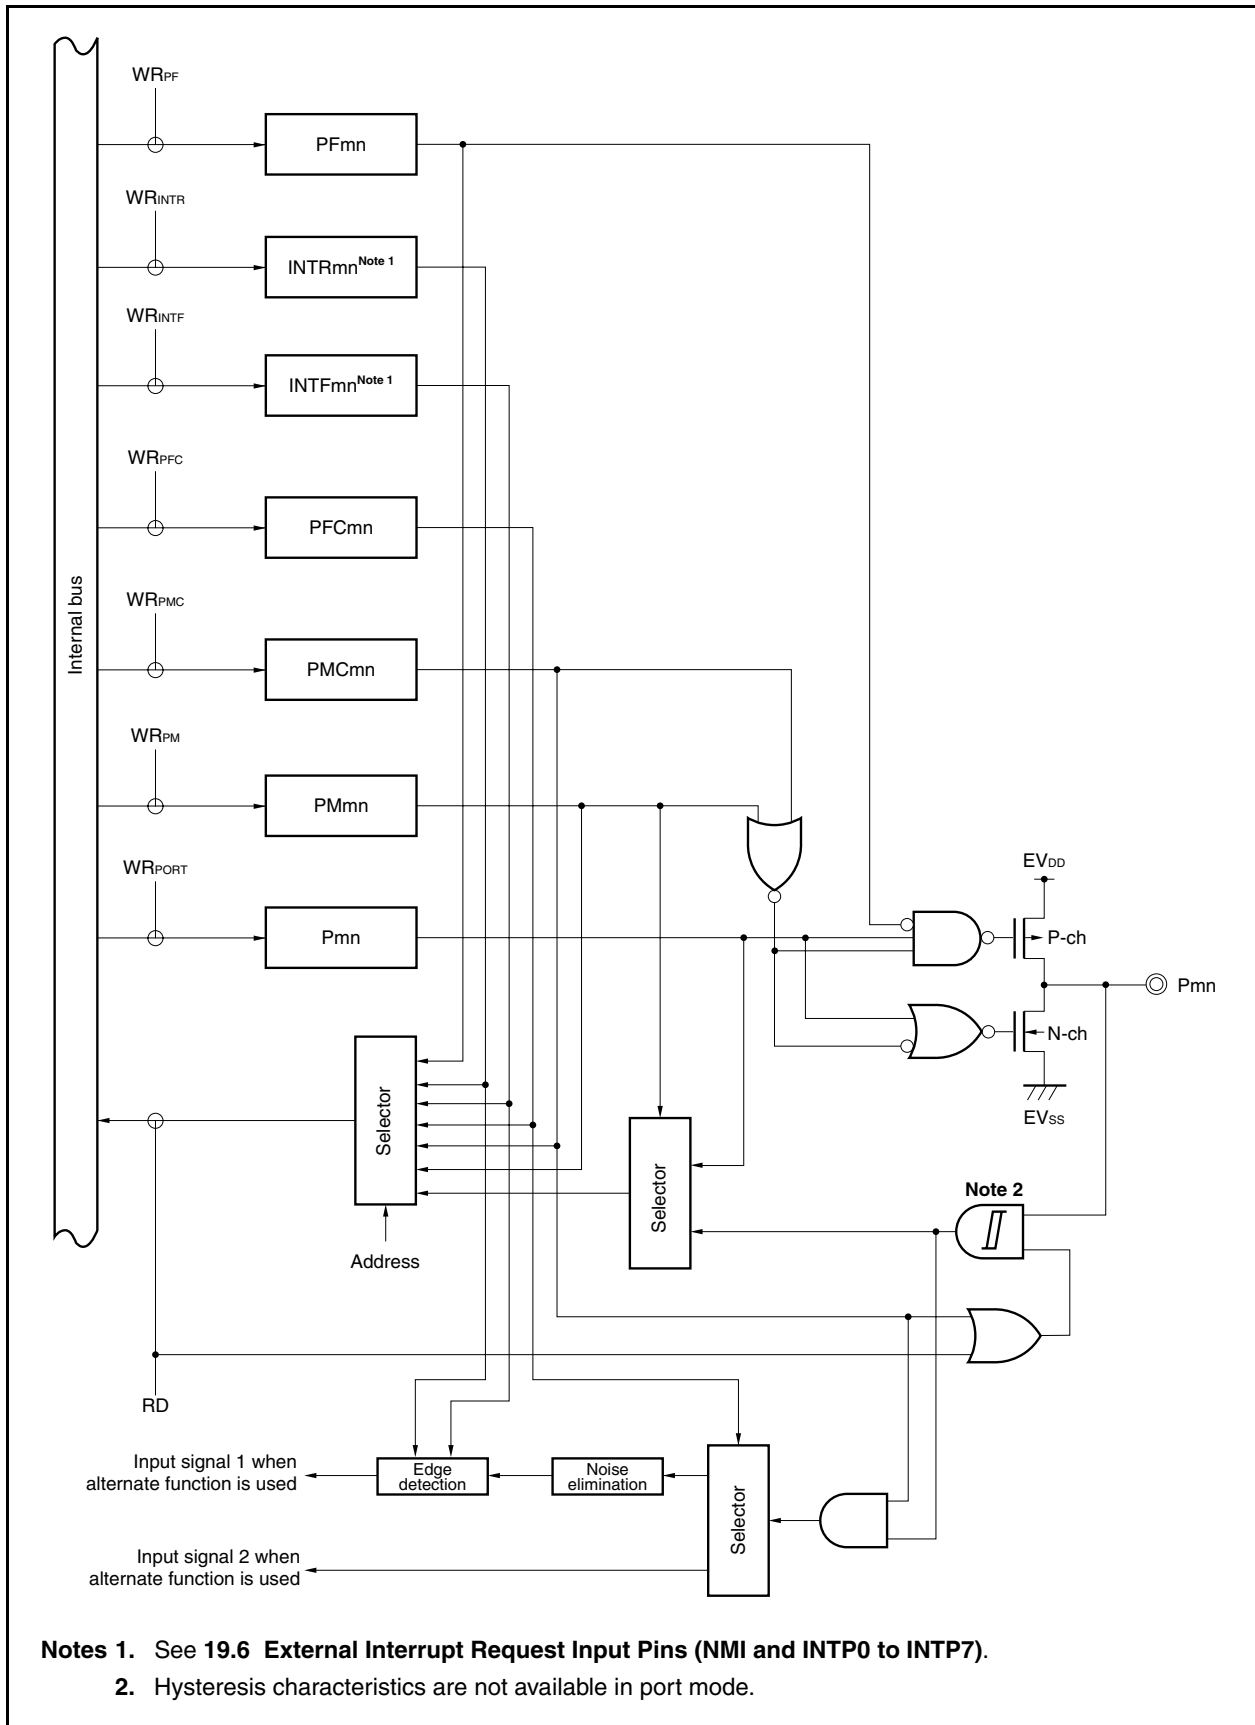 WRPF
PFmn
WRINTR
INTRmnNote 1
WRINTF
INTFmnNote 1
WRPFC
PFCmn
Internal bus
WRPMC
PMCmn
WRPM
PMmn
WRPORT
Pmn
EVDD
P-ch
Pmn
N-ch
EVSS
Selector
Selector
Note 2
Address
RD
Input signal 1 when
alternate function is used
Edge
detection
Noise
elimination
Selector
Input signal 2 when
alternate function is used
Notes 1. See 19.6 External Interrupt Request Input Pins (NMI and INTP0 to INTP7).
2. Hysteresis characteristics are not available in port mode.